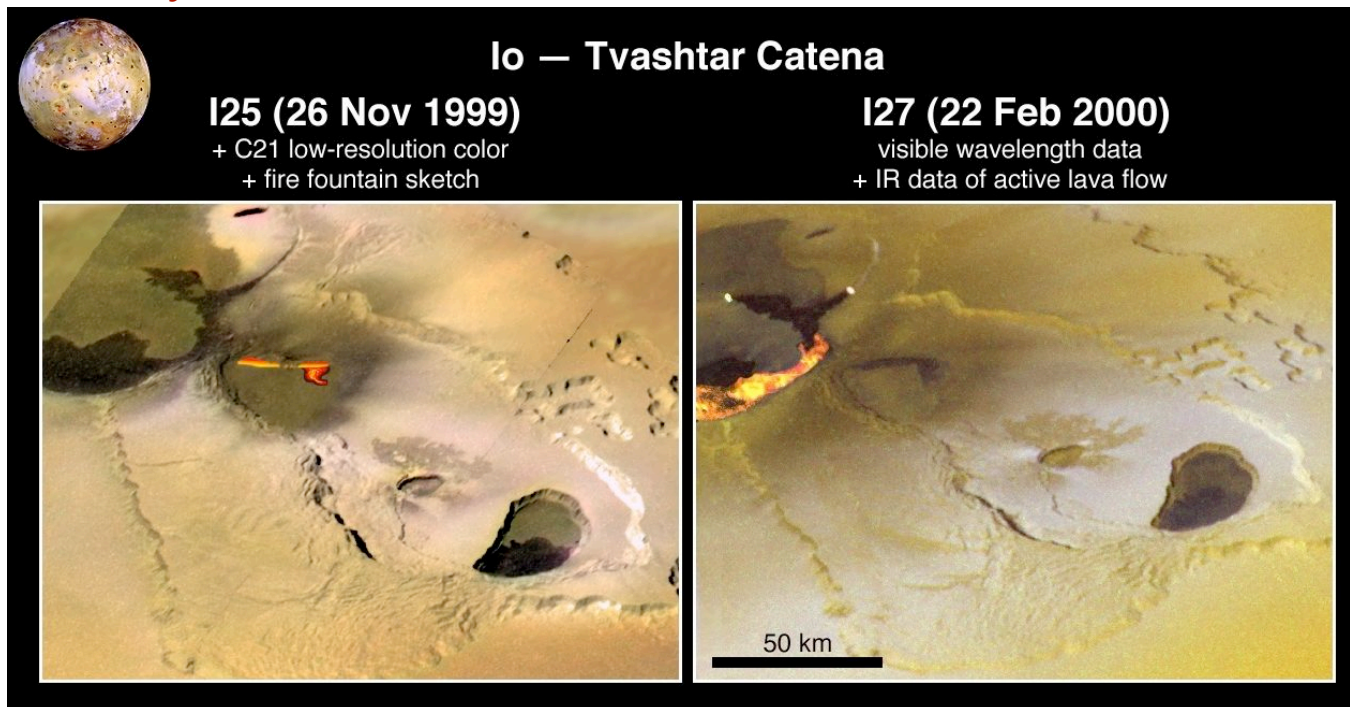 Io — Tvashtar Catena
I25 (26 Nov 1999)
+ C21 low-resolution color
+ fire fountain sketch
I27 (22 Feb 2000)
visible wavelength data
+ IR data of active lava flow
50 km